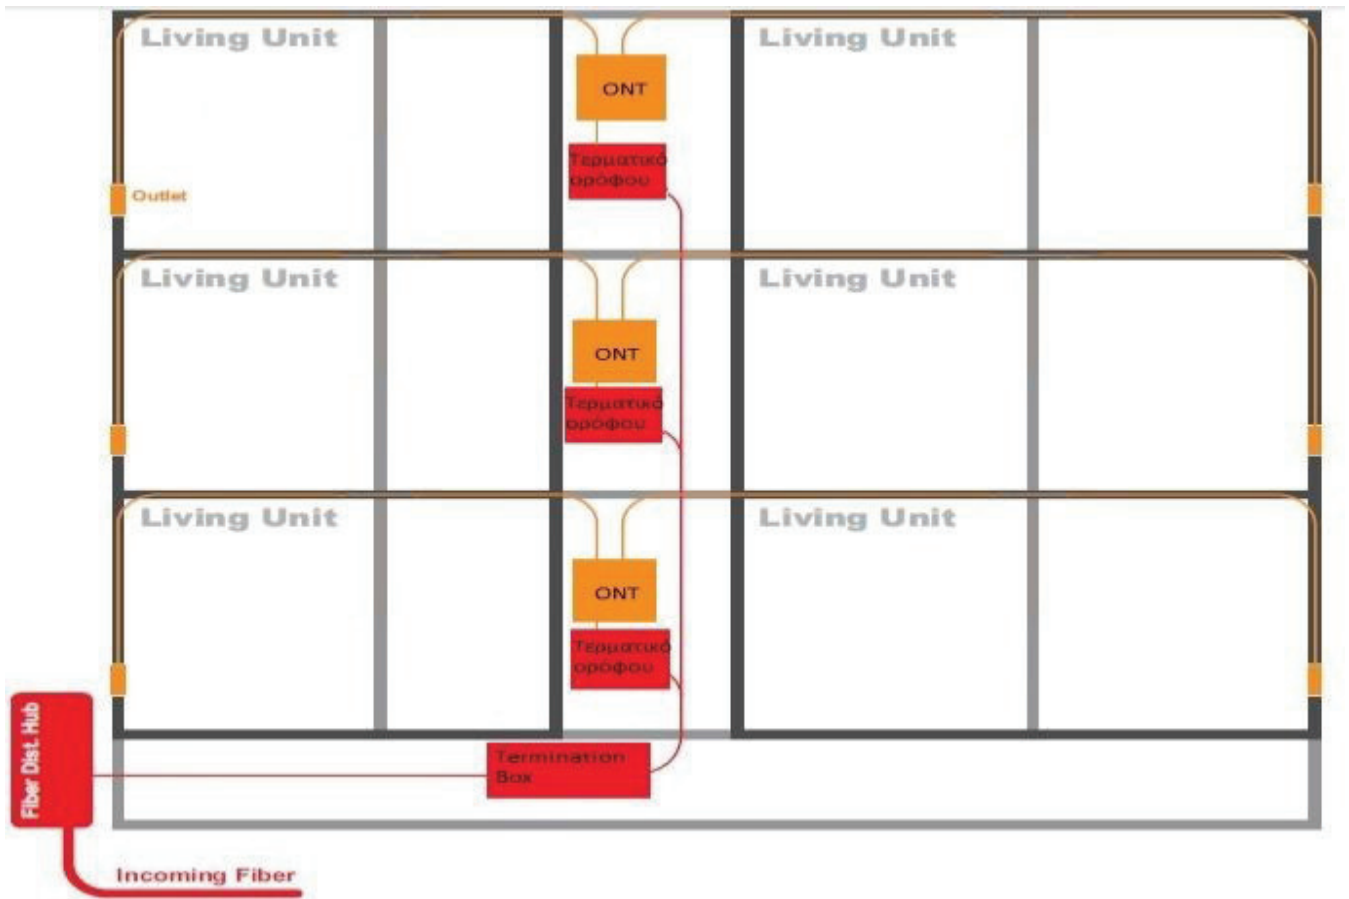 Living Unit
Living Unit
ONT
Τερματικό
ορόφου
Outlet
Living Unit
Living Unit
ONT
Τερματικό
ορόφου
Living Unit
Living Unit
ONT
Τερματικό
ορόφου
Fiber Dist. Hub
Termination
Box
Incoming Fiber